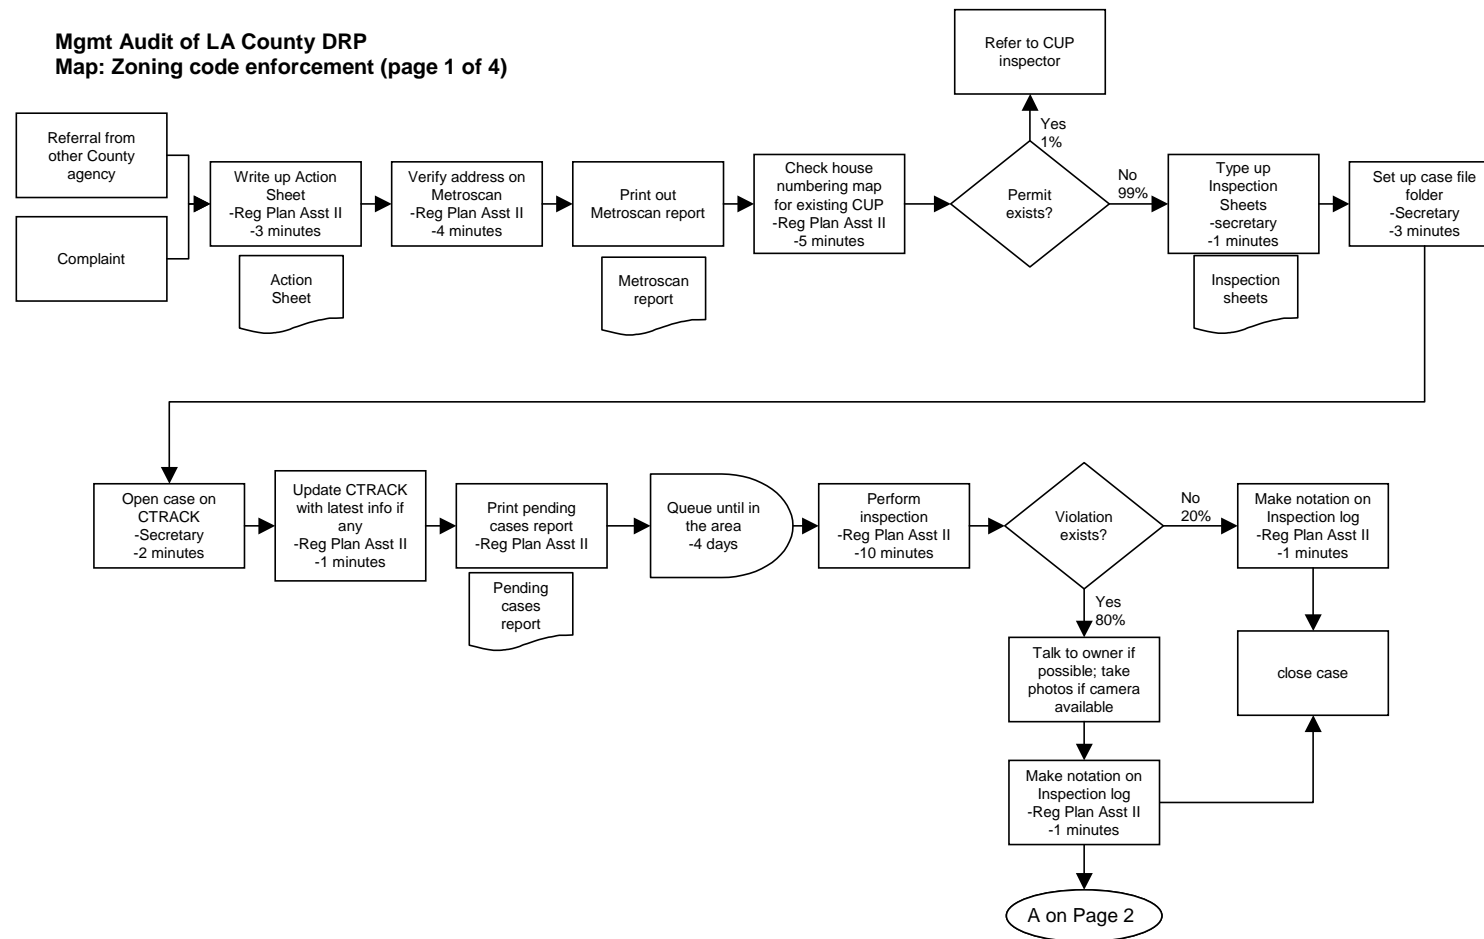 Mgmt Audit of LA County DRP
Map: Zoning code enforcement (page 1 of 4)
Refer to CUP
inspector
Referral from
other County
agency
Complaint
Write up Action
Sheet
-Reg Plan Asst II
-3 minutes
Action
Sheet
Verify address on
Metroscan
-Reg Plan Asst II
-4 minutes
Print out
Metroscan report
Metroscan
report
Check house
numbering map
for existing CUP
-Reg Plan Asst II
-5 minutes
Permit
exists?
Yes
1%
No
99%
Type up
Inspection
Sheets
-secretary
-1 minutes
Inspection
sheets
Set up case file
folder
-Secretary
-3 minutes
Open case on
CTRACK
-Secretary
-2 minutes
Update CTRACK
with latest info if
any
-Reg Plan Asst II
-1 minutes
Print pending
cases report
-Reg Plan Asst II
Pending
cases
report
Queue until in
the area
-4 days
Perform
inspection
-Reg Plan Asst II
-10 minutes
Violation
exists?
No
20%
Make notation on
Inspection log
-Reg Plan Asst II
-1 minutes
close case
Yes
80%
Talk to owner if
possible; take
photos if camera
available
Make notation on
Inspection log
-Reg Plan Asst II
-1 minutes
A on Page 2